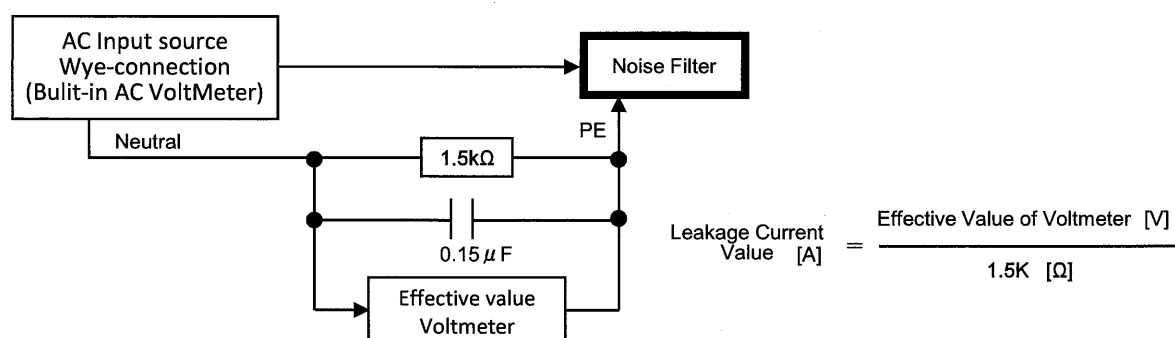 AC Input source
Wye-connection
(Bulit-in AC VoltMeter)
Noise Filter
Neutral
PE
1.5kΩ
0.15μF
Effective value
Voltmeter
Leakage Current
Value [A]
=
Effective Value of Voltmeter [V]
1.5K [Ω]